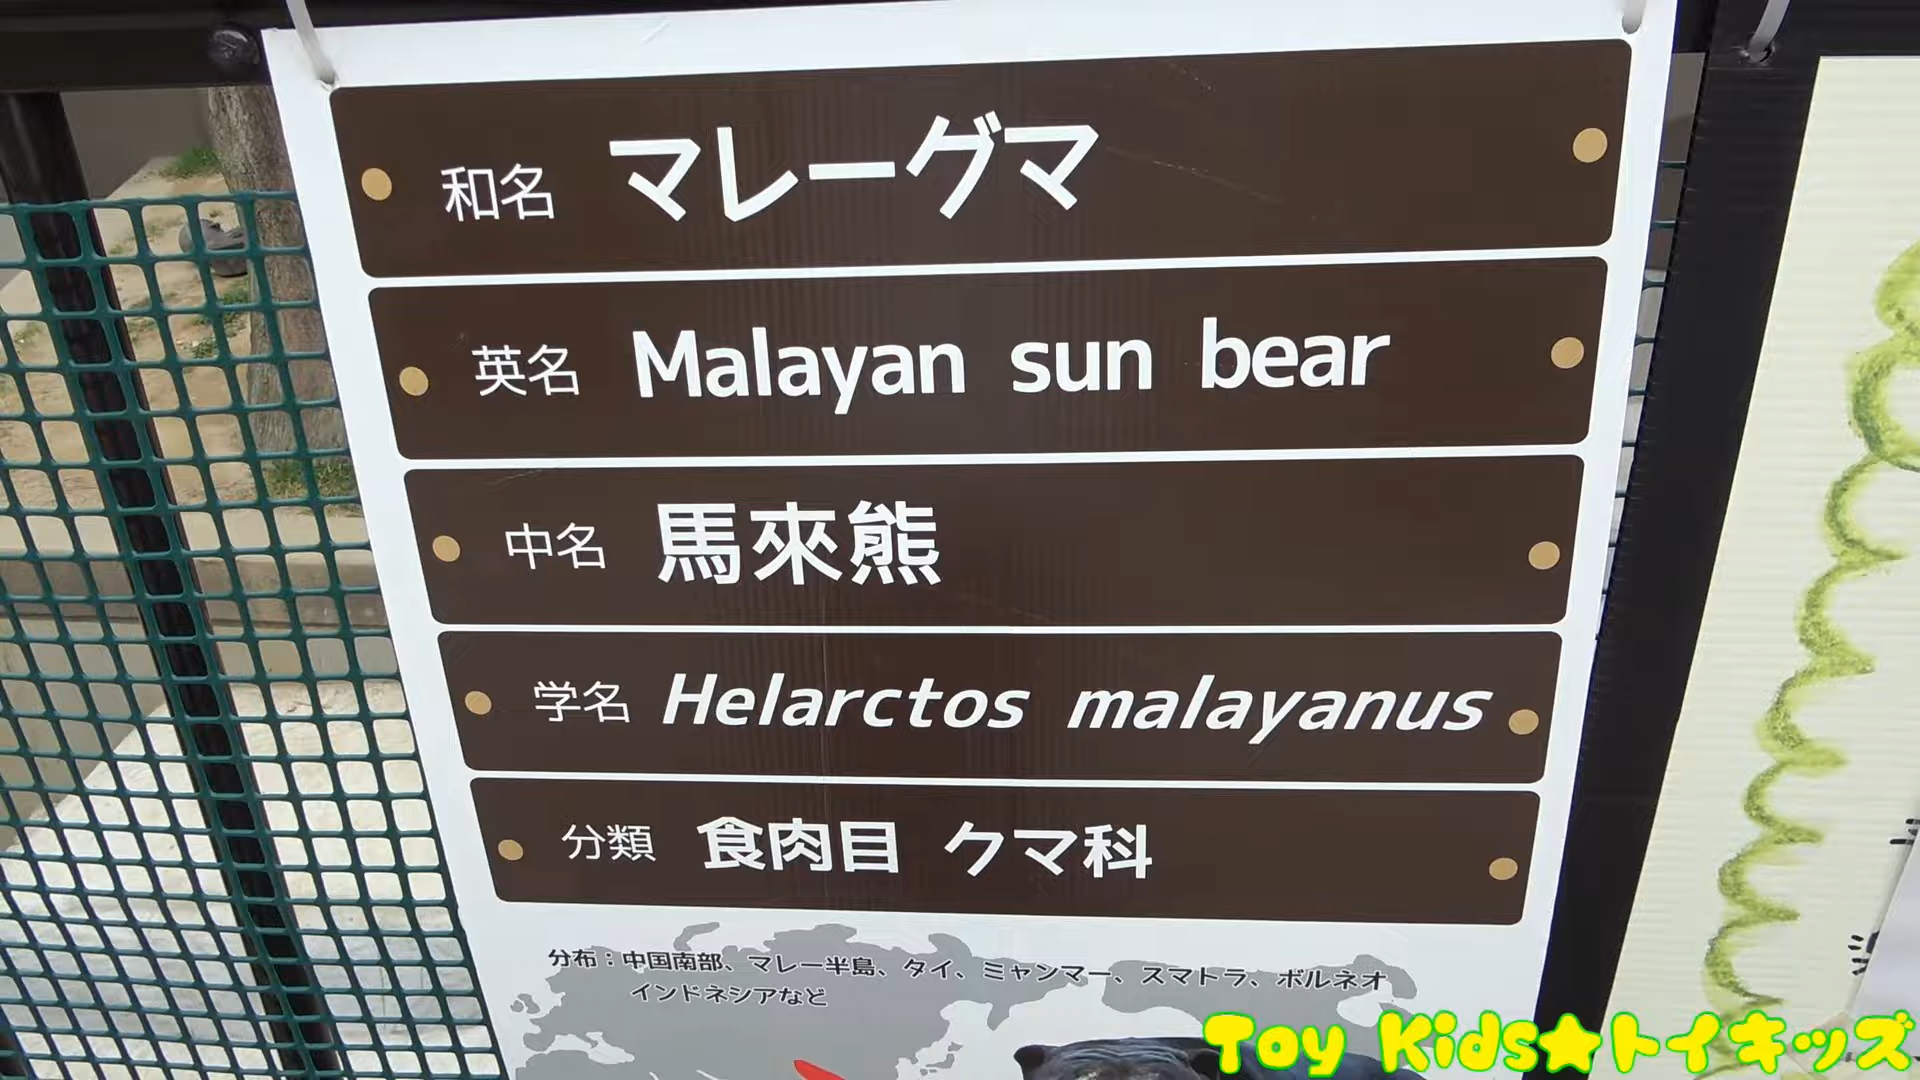 和名 マレーグマ
英名 Malayan sun bear
中名 馬來熊
学名 Helarctos malayanus
分類 食肉目 クマ科
分布：中国南部、マレー半島、タイ、ミャンマー、スマトラ、ボルネオ
インドネシアなど
Toy Kids★トイキッズ